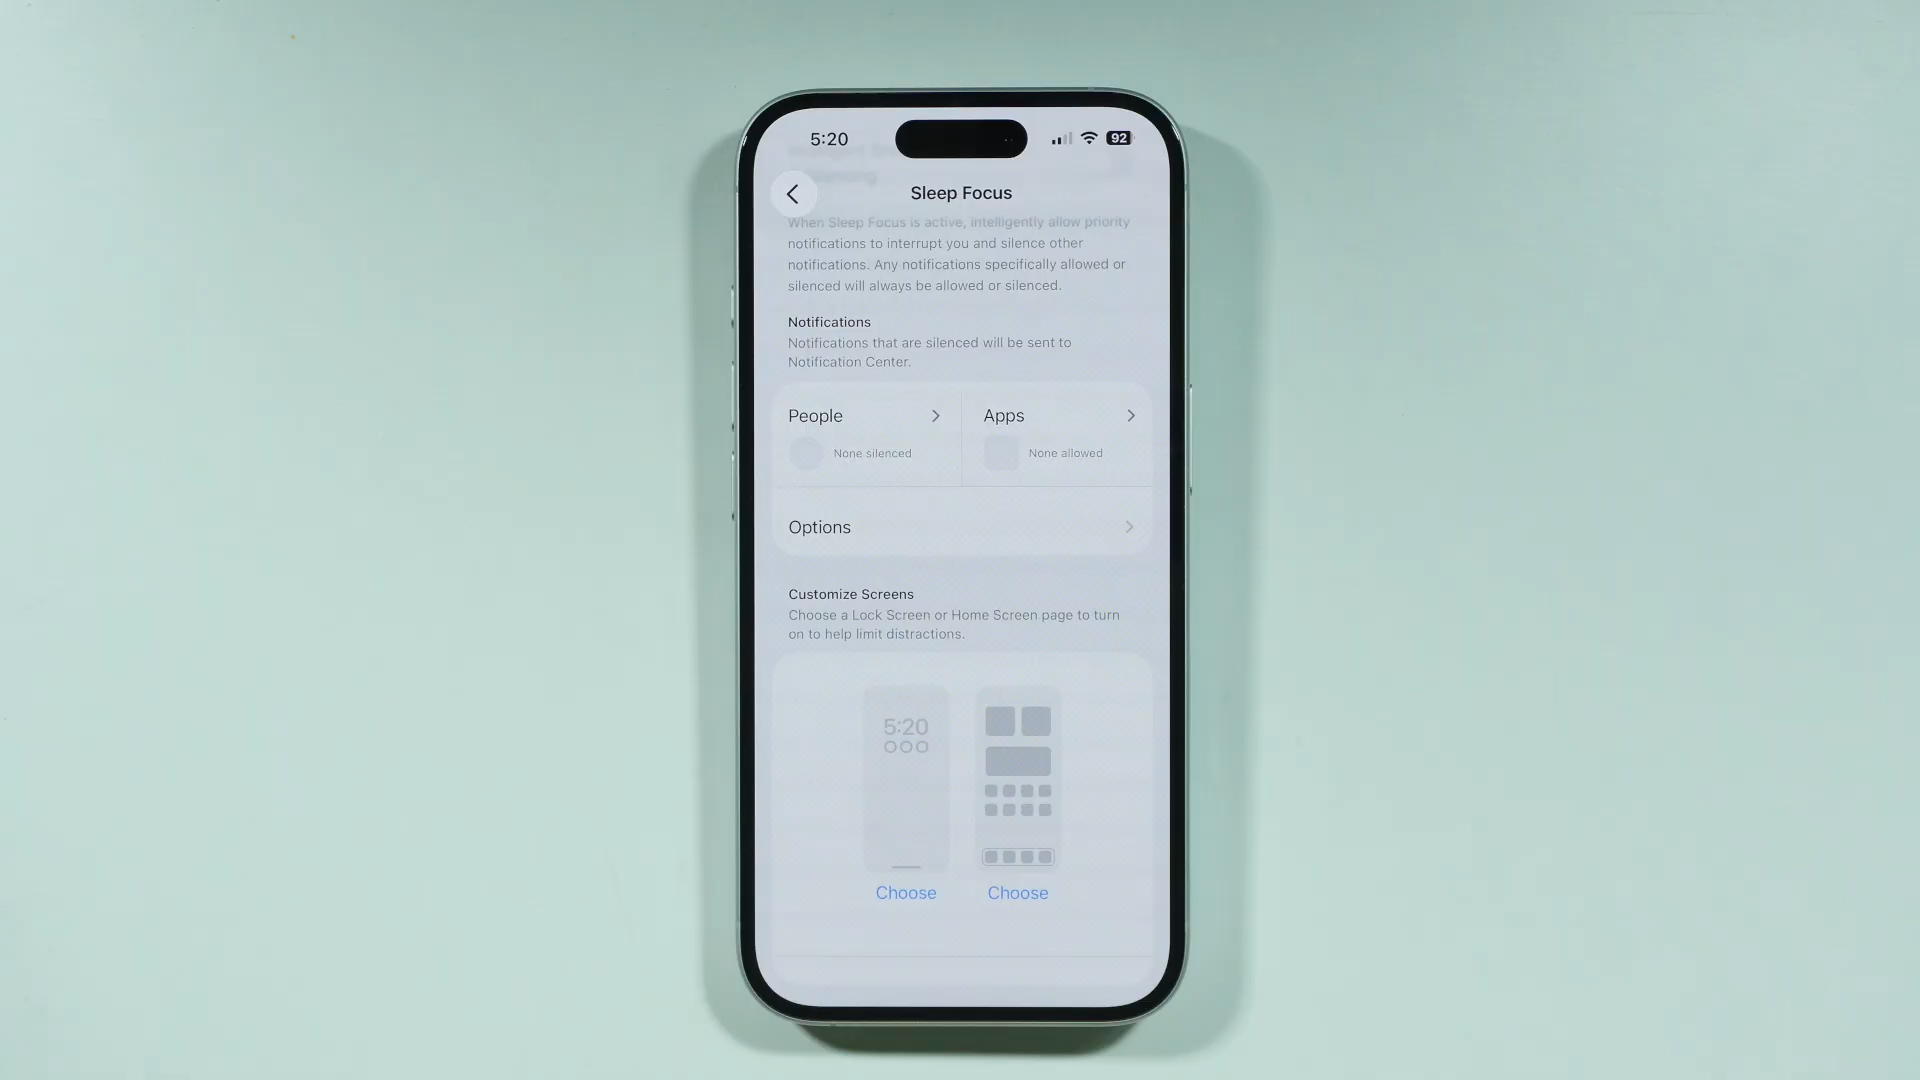 5:20
92
Sleep Focus
When Sleep Focus is active, intelligently allow priority
notifications to interrupt you and silence other
notifications. Any notifications specifically allowed or
silenced will always be allowed or silenced.
Notifications
Notifications that are silenced will be sent to
Notification Center.
People
Apps
None silenced
None allowed
Options
Customize Screens
Choose a Lock Screen or Home Screen page to turn
on to help limit distractions.
5:20
Choose
Choose